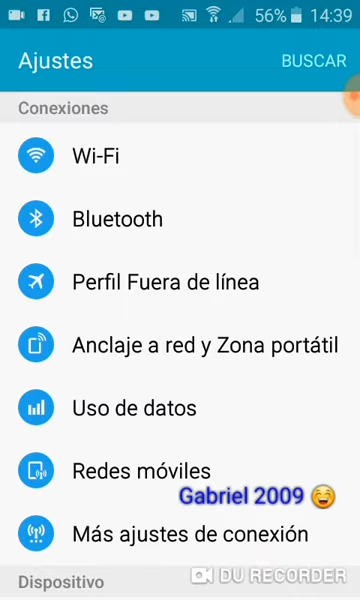 56% 14:39
Ajustes BUSCAR
Conexiones
Wi-Fi
Bluetooth
Perfil Fuera de línea
Anclaje a red y Zona portátil
Uso de datos
Redes móviles
Gabriel 2009
Más ajustes de conexión
Dispositivo
DU RECORDER